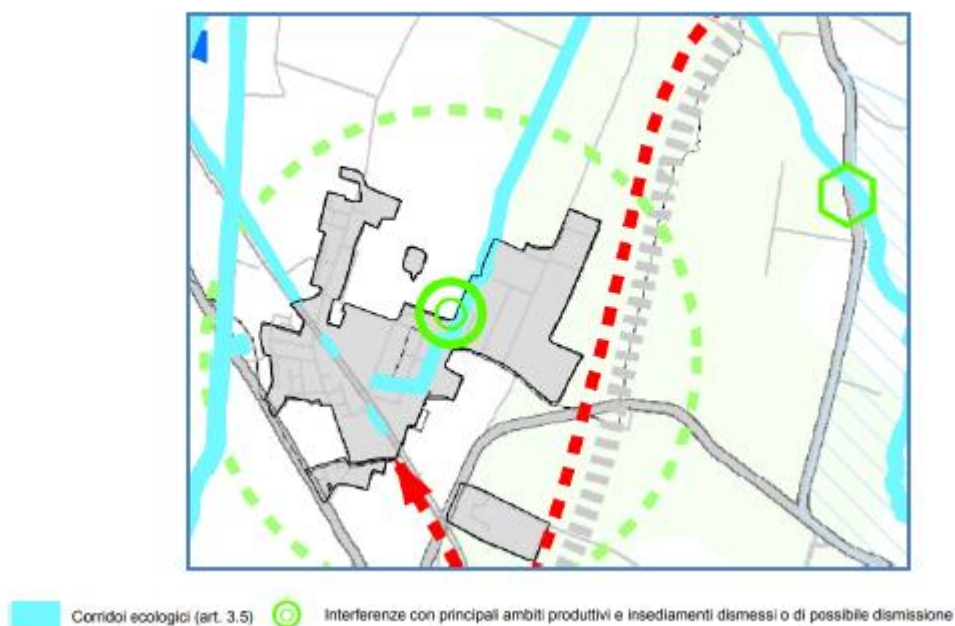 Corridoi ecologici (art. 3.5)
Interferenze con principali ambiti produttivi e insediamenti dismessi o di possibile dismissione